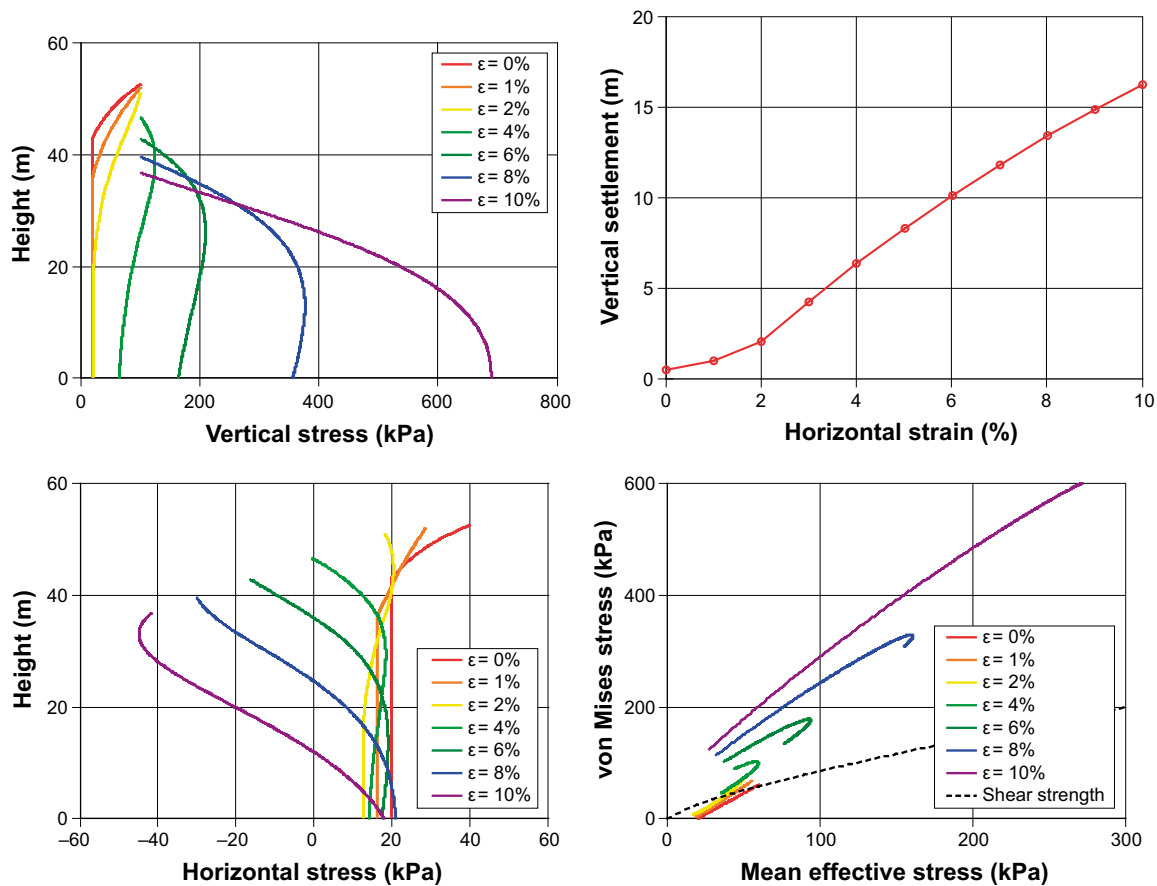 60
40
20
0
Height (m)
0
200
400
600
800
Vertical stress (kPa)
ε= 0%
ε= 1%
ε= 2%
ε= 4%
ε= 6%
ε= 8%
ε= 10%
20
15
10
5
0
Vertical settlement (m)
0
2
4
6
8
10
Horizontal strain (%)
60
40
20
0
Height (m)
–60
–40
–20
0
20
40
60
Horizontal stress (kPa)
ε= 0%
ε= 1%
ε= 2%
ε= 4%
ε= 6%
ε= 8%
ε= 10%
600
400
200
0
von Mises stress (kPa)
0
100
200
300
Mean effective stress (kPa)
ε= 0%
ε= 1%
ε= 2%
ε= 4%
ε= 6%
ε= 8%
ε= 10%
Shear strength